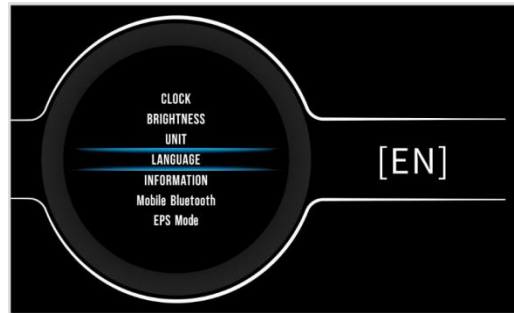 CLOCK
BRIGHTNESS
UNIT
LANGUAGE
INFORMATION
Mobile Bluetooth
EPS Mode
[EN]